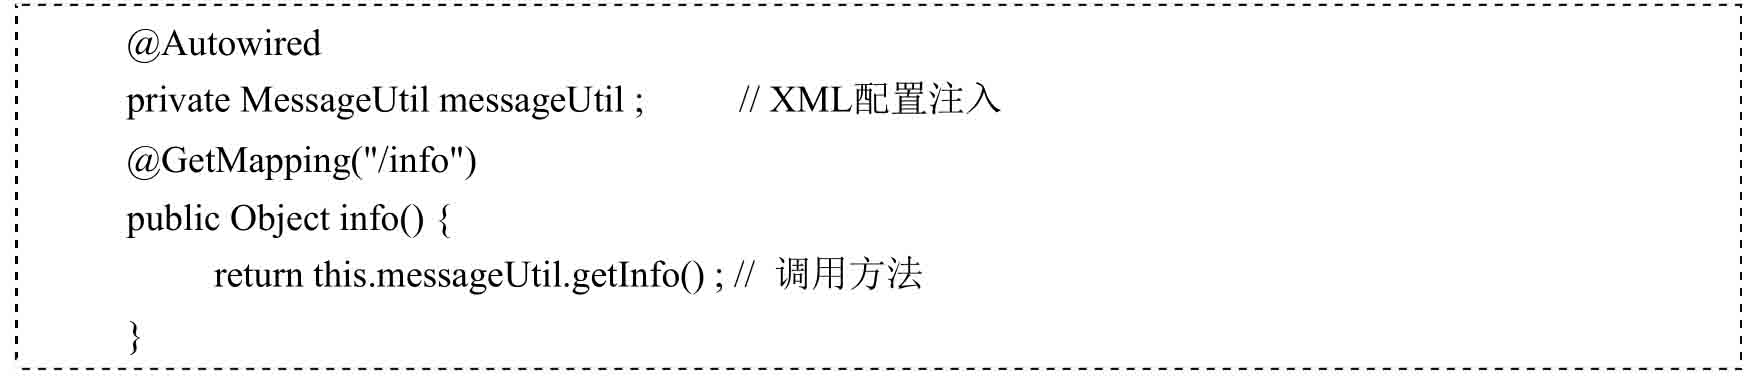 @Autowired
private MessageUtil messageUtil ; // XML配置注入
@GetMapping("/info")
public Object info() {
return this.messageUtil.getInfo() ; // 调用方法
}